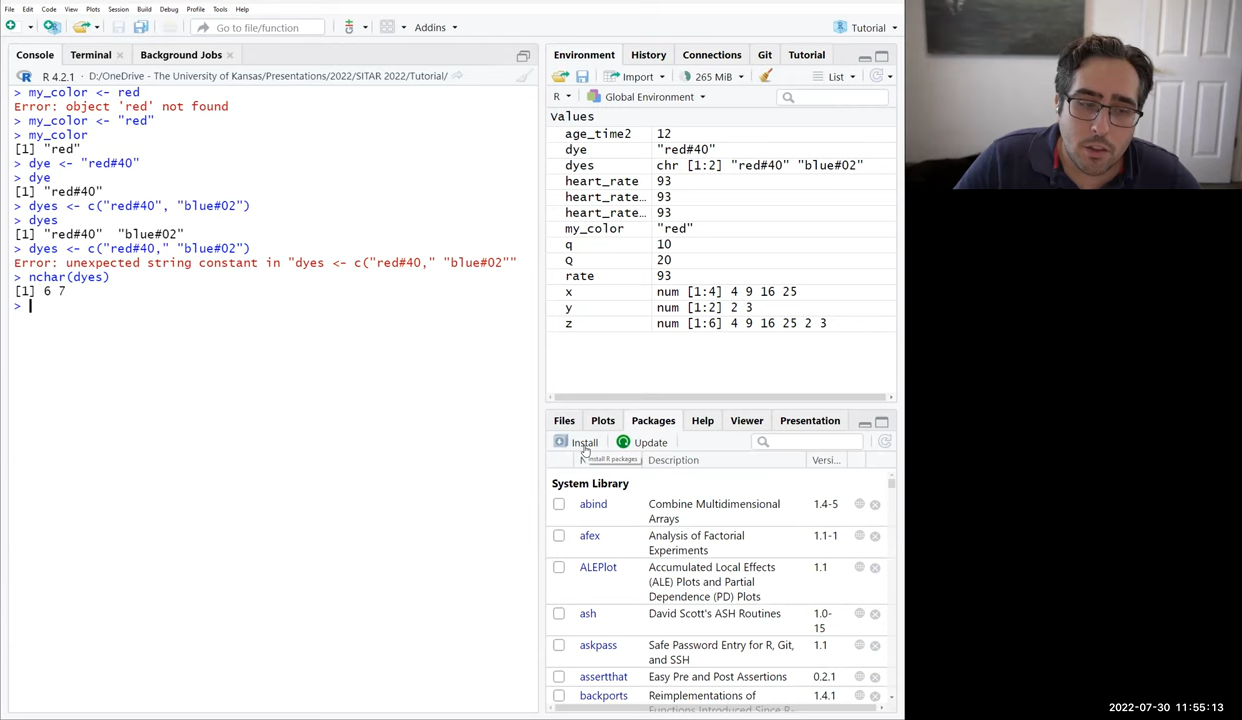 File Edit Code View Plots Session Build Debug Profile Tools Help
Go to file/function Addins Tutorial
Console Terminal Background Jobs
R 4.2.1 · D:/OneDrive - The University of Kansas/Presentations/2022/SITAR 2022/Tutorial/
> my_color <- red
Error: object 'red' not found
> my_color <- "red"
> my_color
[1] "red"
> dye <- "red#40"
> dye
[1] "red#40"
> dyes <- c("red#40", "blue#02")
> dyes
[1] "red#40" "blue#02"
> dyes <- c("red#40," "blue#02")
Error: unexpected string constant in "dyes <- c("red#40," "blue#02""
> nchar(dyes)
[1] 6 7
>
Environment History Connections Git Tutorial
Import 265 MiB List
R Global Environment
Values
age_time2 12
dye "red#40"
dyes chr [1:2] "red#40" "blue#02"
heart_rate 93
heart_rate… 93
heart_rate… 93
my_color "red"
q 10
Q 20
rate 93
x num [1:4] 4 9 16 25
y num [1:2] 2 3
z num [1:6] 4 9 16 25 2 3
Files Plots Packages Help Viewer Presentation
Install Update
Install R packages
Description Versi...
System Library
abind Combine Multidimensional 1.4-5
Arrays
afex Analysis of Factorial 1.1-1
Experiments
ALEPlot Accumulated Local Effects 1.1
(ALE) Plots and Partial
Dependence (PD) Plots
ash David Scott's ASH Routines 1.0-
15
askpass Safe Password Entry for R, Git, 1.1
and SSH
assertthat Easy Pre and Post Assertions 0.2.1
backports Reimplementations of 1.4.1
Functions Introduced Since R-
2022-07-30 11:55:13